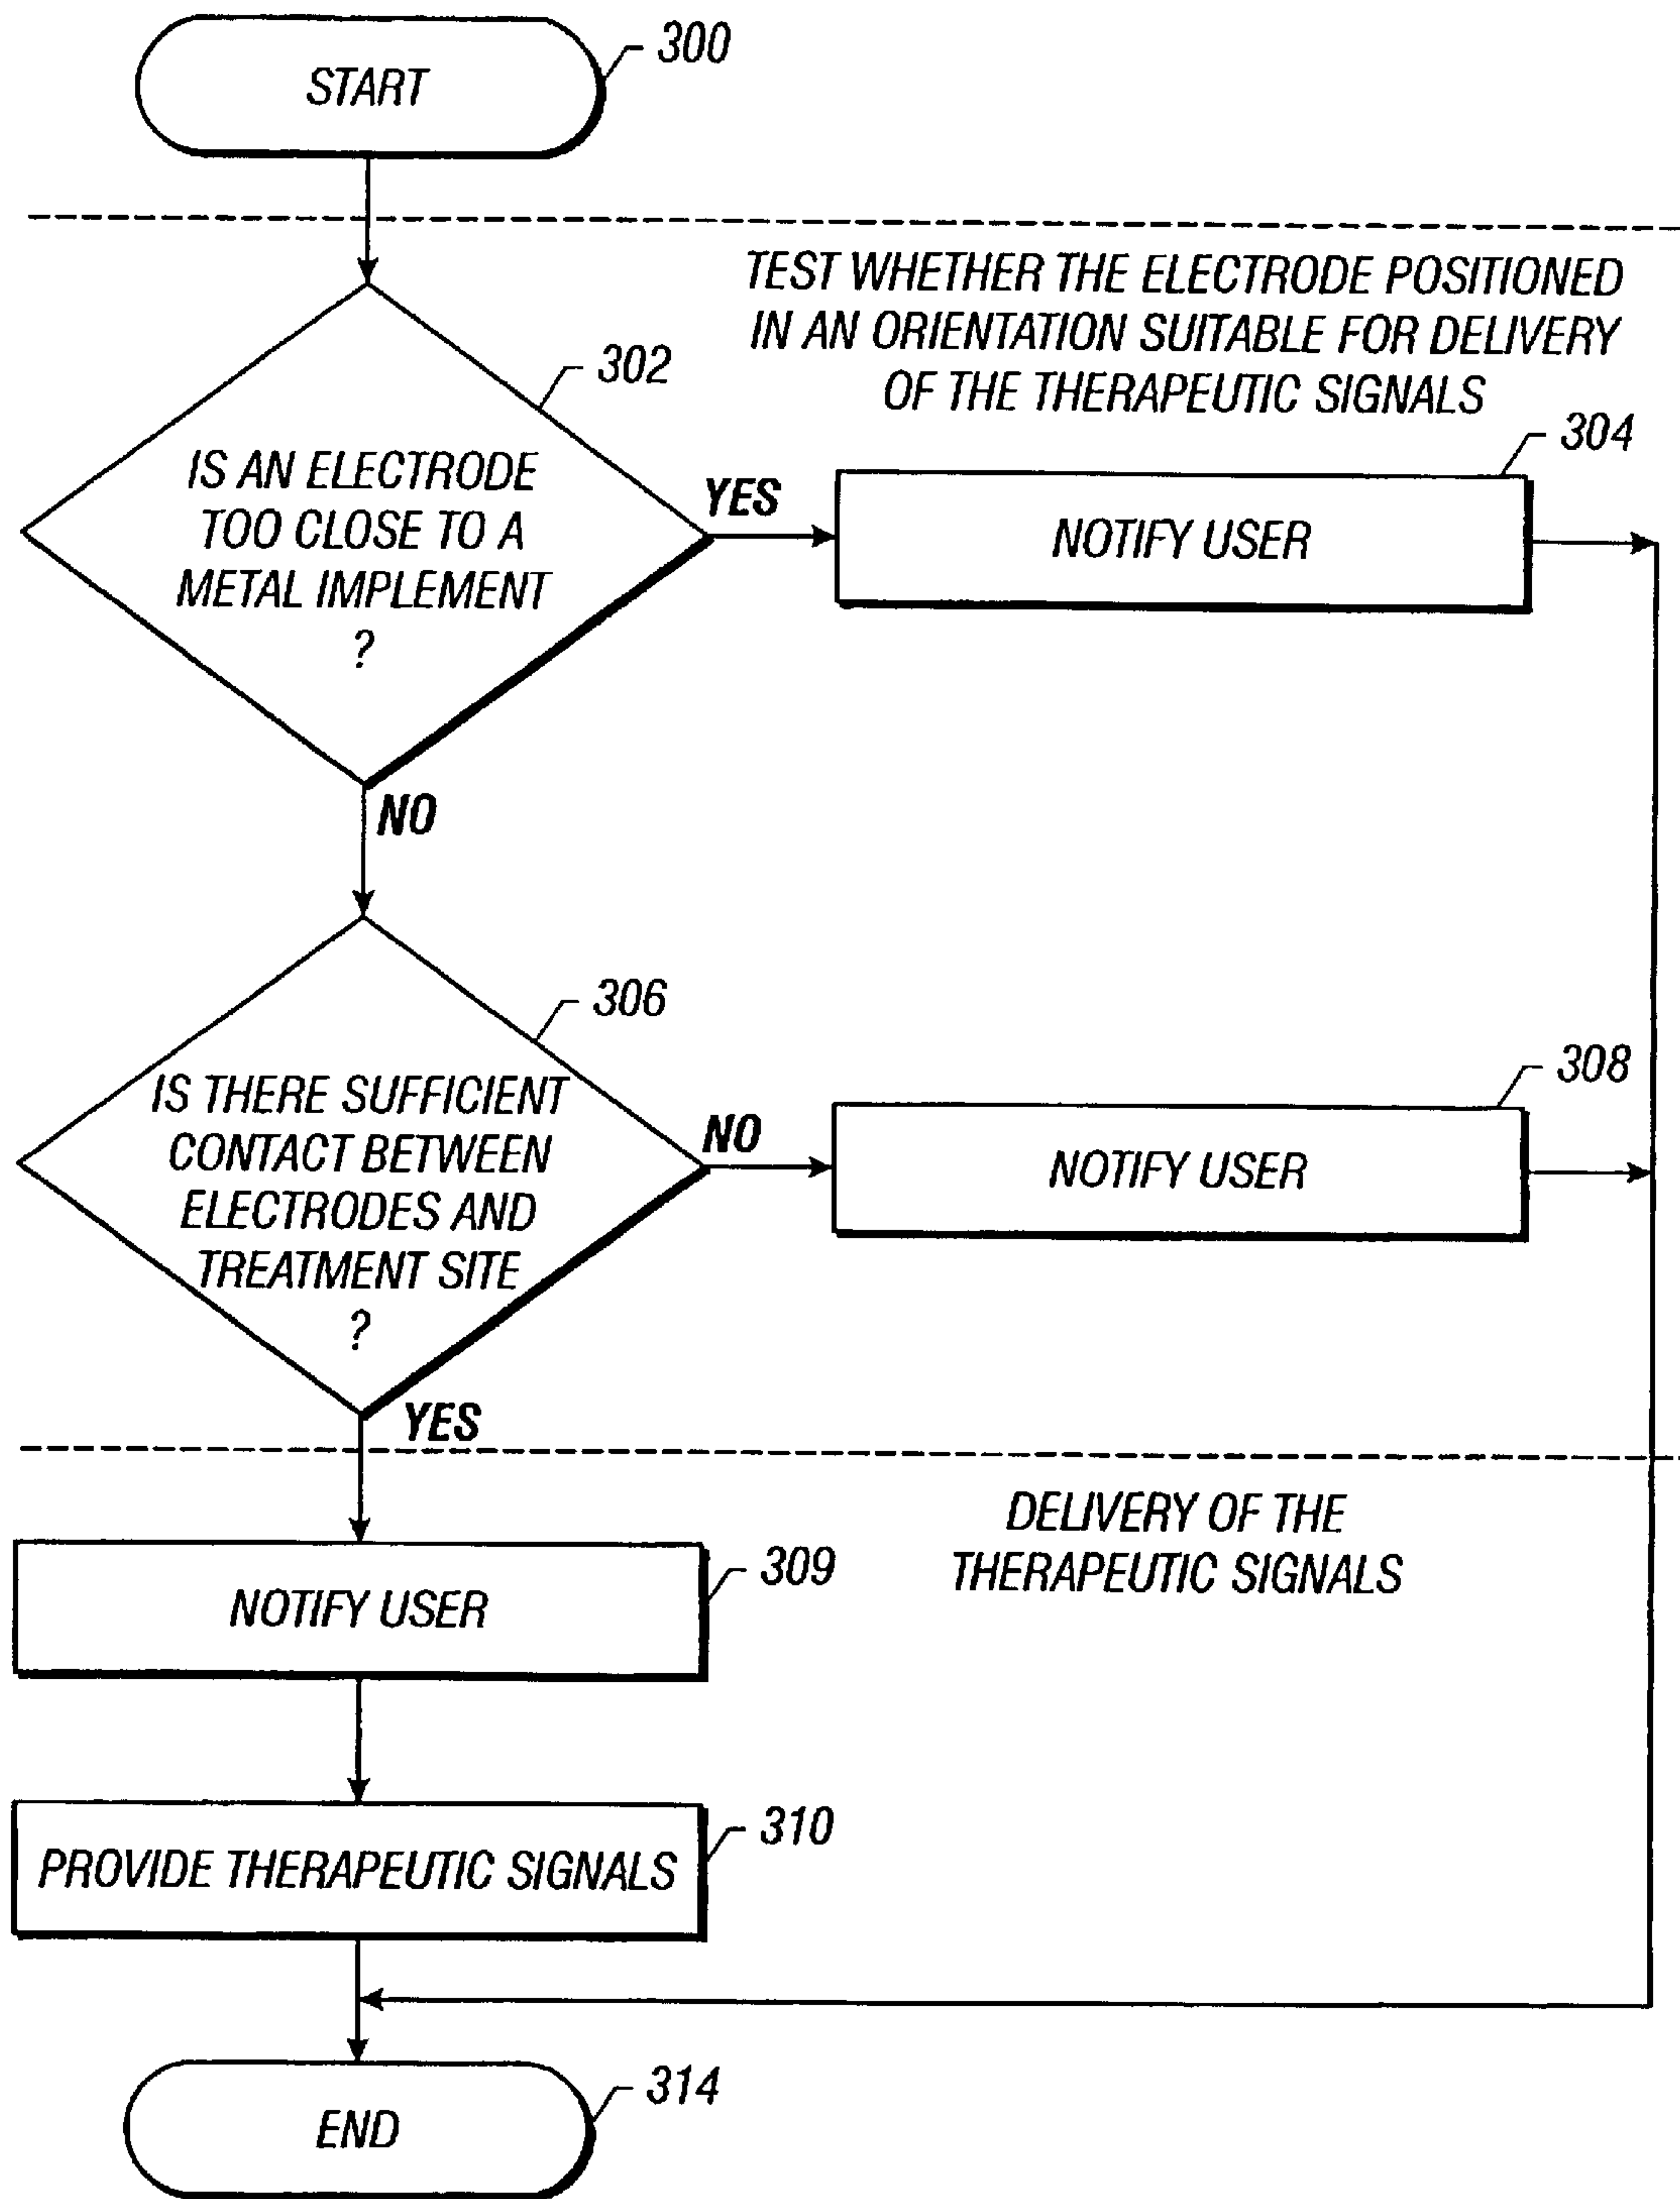 START
300
TEST WHETHER THE ELECTRODE POSITIONED
IN AN ORIENTATION SUITABLE FOR DELIVERY
OF THE THERAPEUTIC SIGNALS
302
IS AN ELECTRODE
TOO CLOSE TO A
METAL IMPLEMENT
?
YES
304
NOTIFY USER
NO
306
IS THERE SUFFICIENT
CONTACT BETWEEN
ELECTRODES AND
TREATMENT SITE
?
NO
308
NOTIFY USER
YES
DELIVERY OF THE
THERAPEUTIC SIGNALS
309
NOTIFY USER
310
PROVIDE THERAPEUTIC SIGNALS
314
END